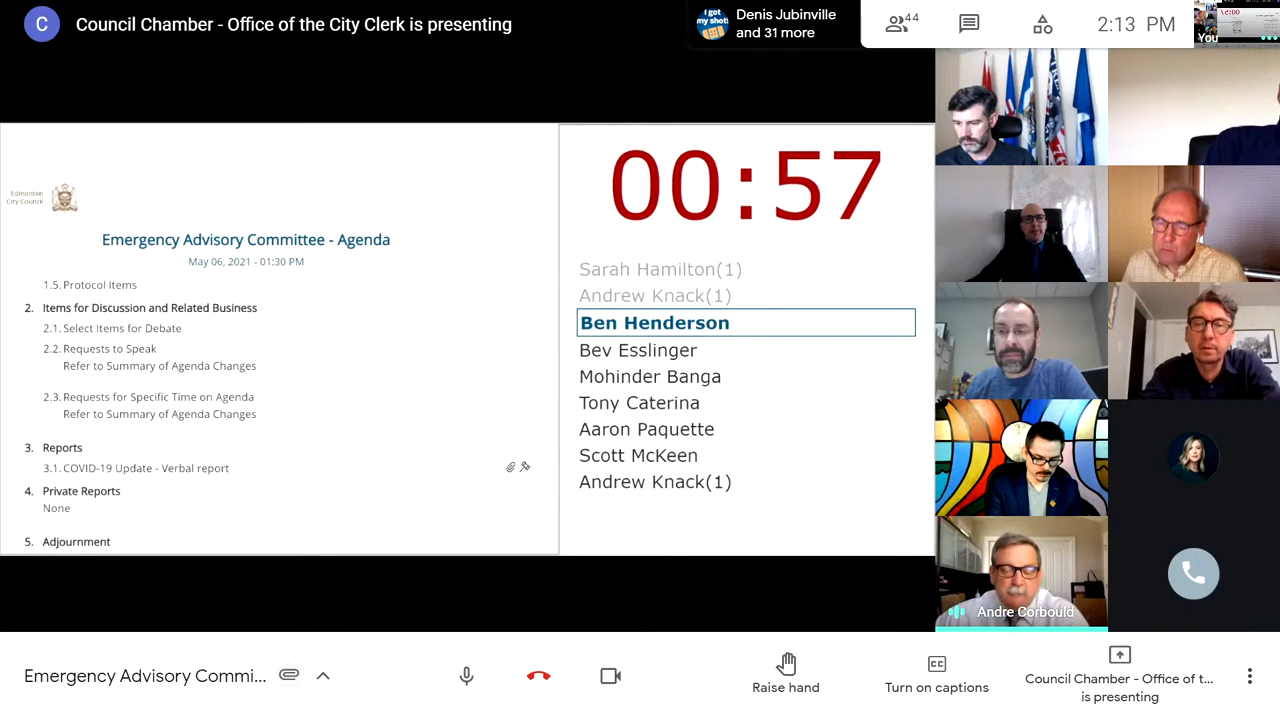 C
Council Chamber - Office of the City Clerk is presenting
I got
my shot!
Denis Jubinville
and 31 more
44
2:13 PM
You
Edmonton
City Council
Emergency Advisory Committee - Agenda
May 06, 2021 - 01:30 PM
1.5. Protocol Items
2. Items for Discussion and Related Business
2.1. Select Items for Debate
2.2. Requests to Speak
Refer to Summary of Agenda Changes
2.3. Requests for Specific Time on Agenda
Refer to Summary of Agenda Changes
3. Reports
3.1. COVID-19 Update - Verbal report
4. Private Reports
None
5. Adjournment
00:57
Sarah Hamilton(1)
Andrew Knack(1)
Ben Henderson
Bev Esslinger
Mohinder Banga
Tony Caterina
Aaron Paquette
Scott McKeen
Andrew Knack(1)
Andre Corbould
Emergency Advisory Commi...
Raise hand
CC
Turn on captions
Council Chamber - Office of t...
is presenting